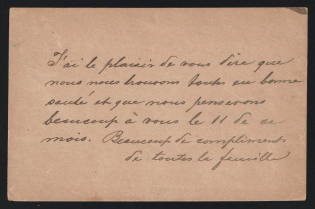 J'ai le plaisir de vous dire que
nous nous trouvons toutes en bonne
santé et que nous penserons
beaucoup à vous le 11 de ce
mois. Beaucoup de compliments
de toutes la famille